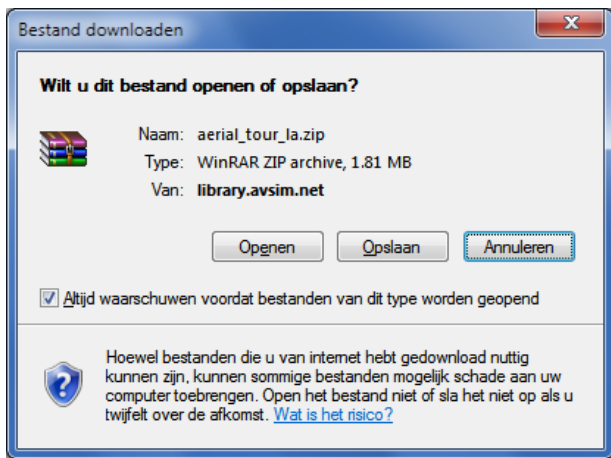 Bestand downloaden
Wilt u dit bestand openen of opslaan?
Naam: aerial_tour_la.zip
Type: WinRAR ZIP archive, 1.81 MB
Van: library.avsim.net
Openen Opslaan Annuleren
Altijd waarschuwen voordat bestanden van dit type worden geopend
Hoewel bestanden die u van internet hebt gedownload nuttig
kunnen zijn, kunnen sommige bestanden mogelijk schade aan uw
computer toebrengen. Open het bestand niet of sla het niet op als u
twijfelt over de afkomst. Wat is het risico?